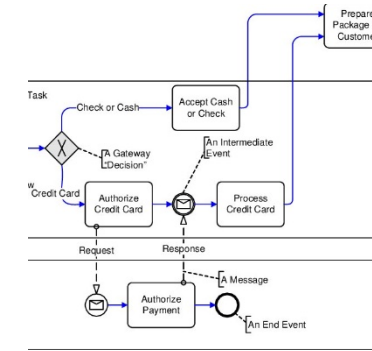 Prepare
Package
Custome
Task
Check or Cash
Accept Cash
or Check
An Intermediate
Event
A Gateway
"Decision"
w
Credit Card
Authorize
Credit Card
Process
Credit Card
Request
Response
A Message
Authorize
Payment
An End Event